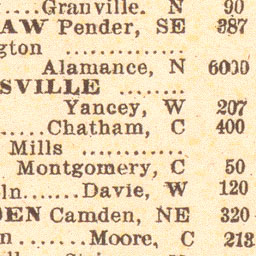 ....Granville. N 90
AW Pender, SE 387
gton ............
Alamance, N 6000
SVILLE ........
Yancey, W 207
.....Chatham, C 400
Mills ............
Montgomery, C 50
ln.......Davie, W 120
DEN Camden, NE 320
n........Moore, C 213